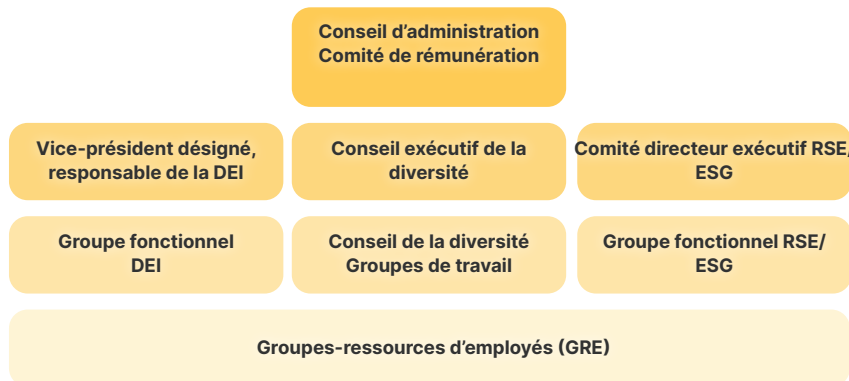 Conseil d’administration
Comité de rémunération
Vice-président désigné,
responsable de la DEI
Conseil exécutif de la
diversité
Comité directeur exécutif RSE/
ESG
Groupe fonctionnel
DEI
Conseil de la diversité
Groupes de travail
Groupe fonctionnel RSE/
ESG
Groupes-ressources d’employés (GRE)